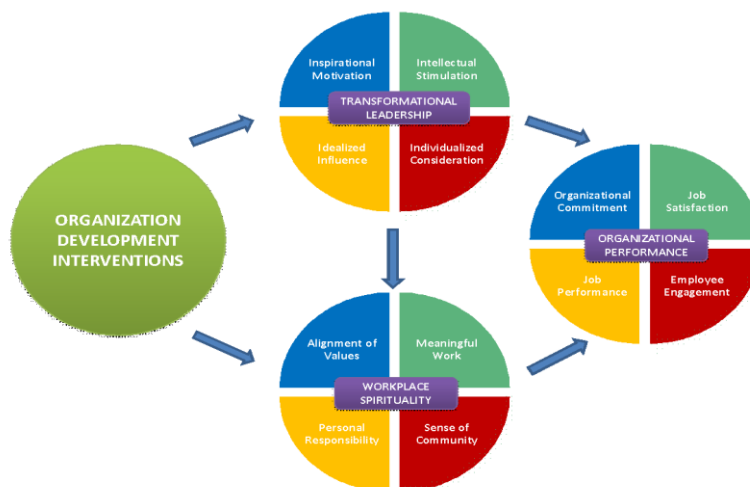 Inspirational
Motivation
Intellectual
Stimulation
TRANSFORMATIONAL
LEADERSHIP
Idealized
Influence
Individualized
Consideration
ORGANIZATION
DEVELOPMENT
INTERVENTIONS
Organizational
Commitment
Job
Satisfaction
ORGANIZATIONAL
PERFORMANCE
Job
Performance
Employee
Engagement
Alignment of
Values
Meaningful
Work
WORKPLACE
SPIRITUALITY
Personal
Responsibility
Sense of
Community